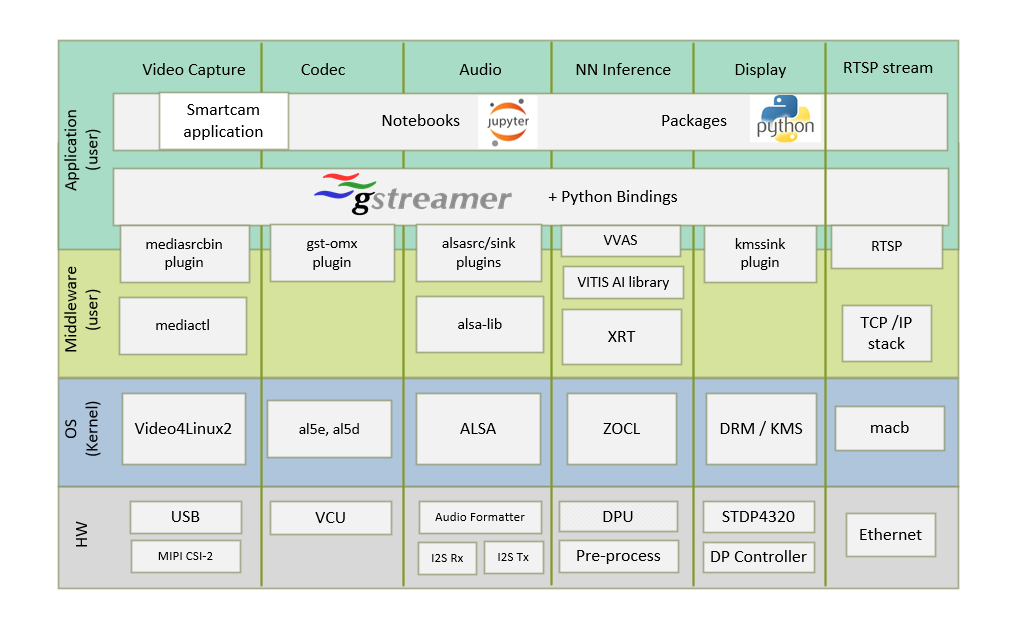 Video Capture
Codec
Audio
NN Inference
Display
RTSP stream
Application
(user)
Smartcam
application
Notebooks
jupyter
Packages
python
gstreamer
+ Python Bindings
mediasrcbin
plugin
gst-omx
plugin
alsasrc/sink
plugins
VVAS
kmssink
plugin
RTSP
Middleware
(user)
VITIS AI library
mediactl
alsa-lib
XRT
TCP /IP
stack
OS
(Kernel)
Video4Linux2
al5e, al5d
ALSA
ZOCL
DRM / KMS
macb
HW
USB
VCU
Audio Formatter
DPU
STDP4320
Ethernet
MIPI CSI-2
I2S Rx
I2S Tx
Pre-process
DP Controller